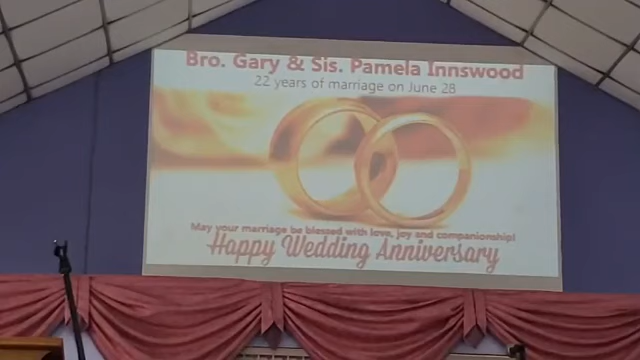 Bro. Gary & Sis. Pamela Innswood
22 years of marriage on June 28
May your marriage be blessed with love, joy and companionship!
Happy Wedding Anniversary